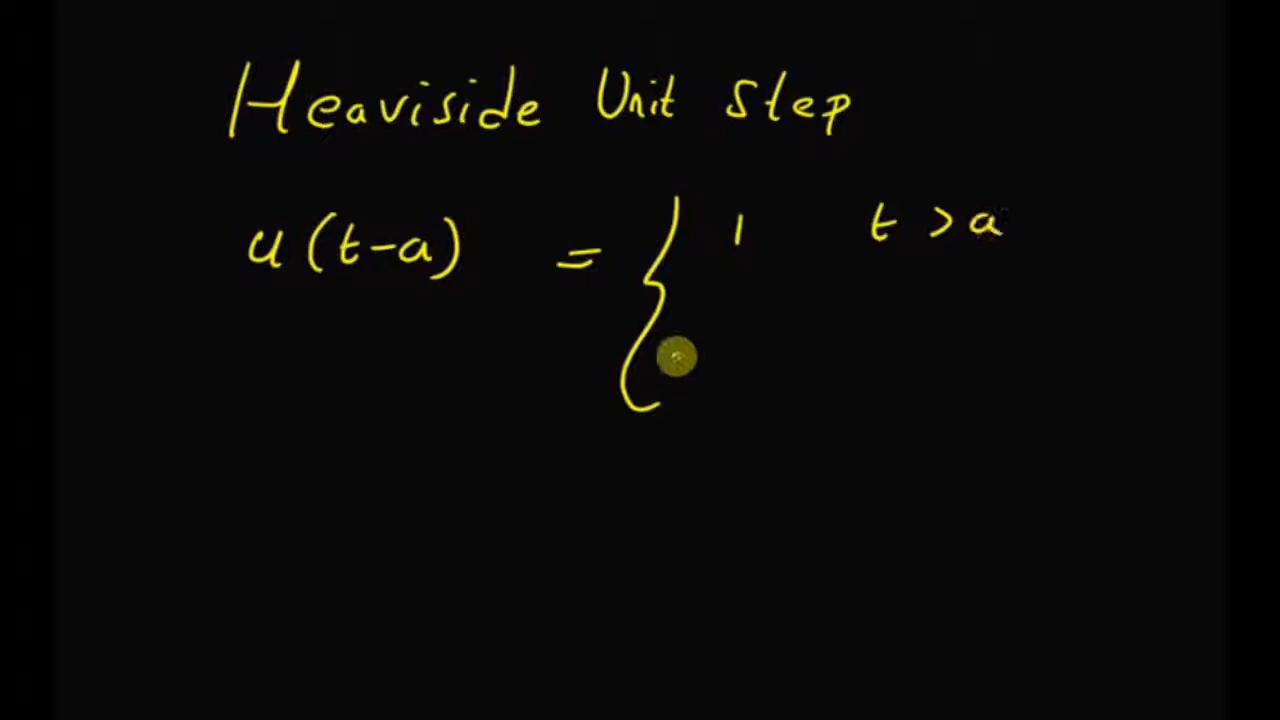 Heaviside Unit Step
u(t-a) = { 1 t > a